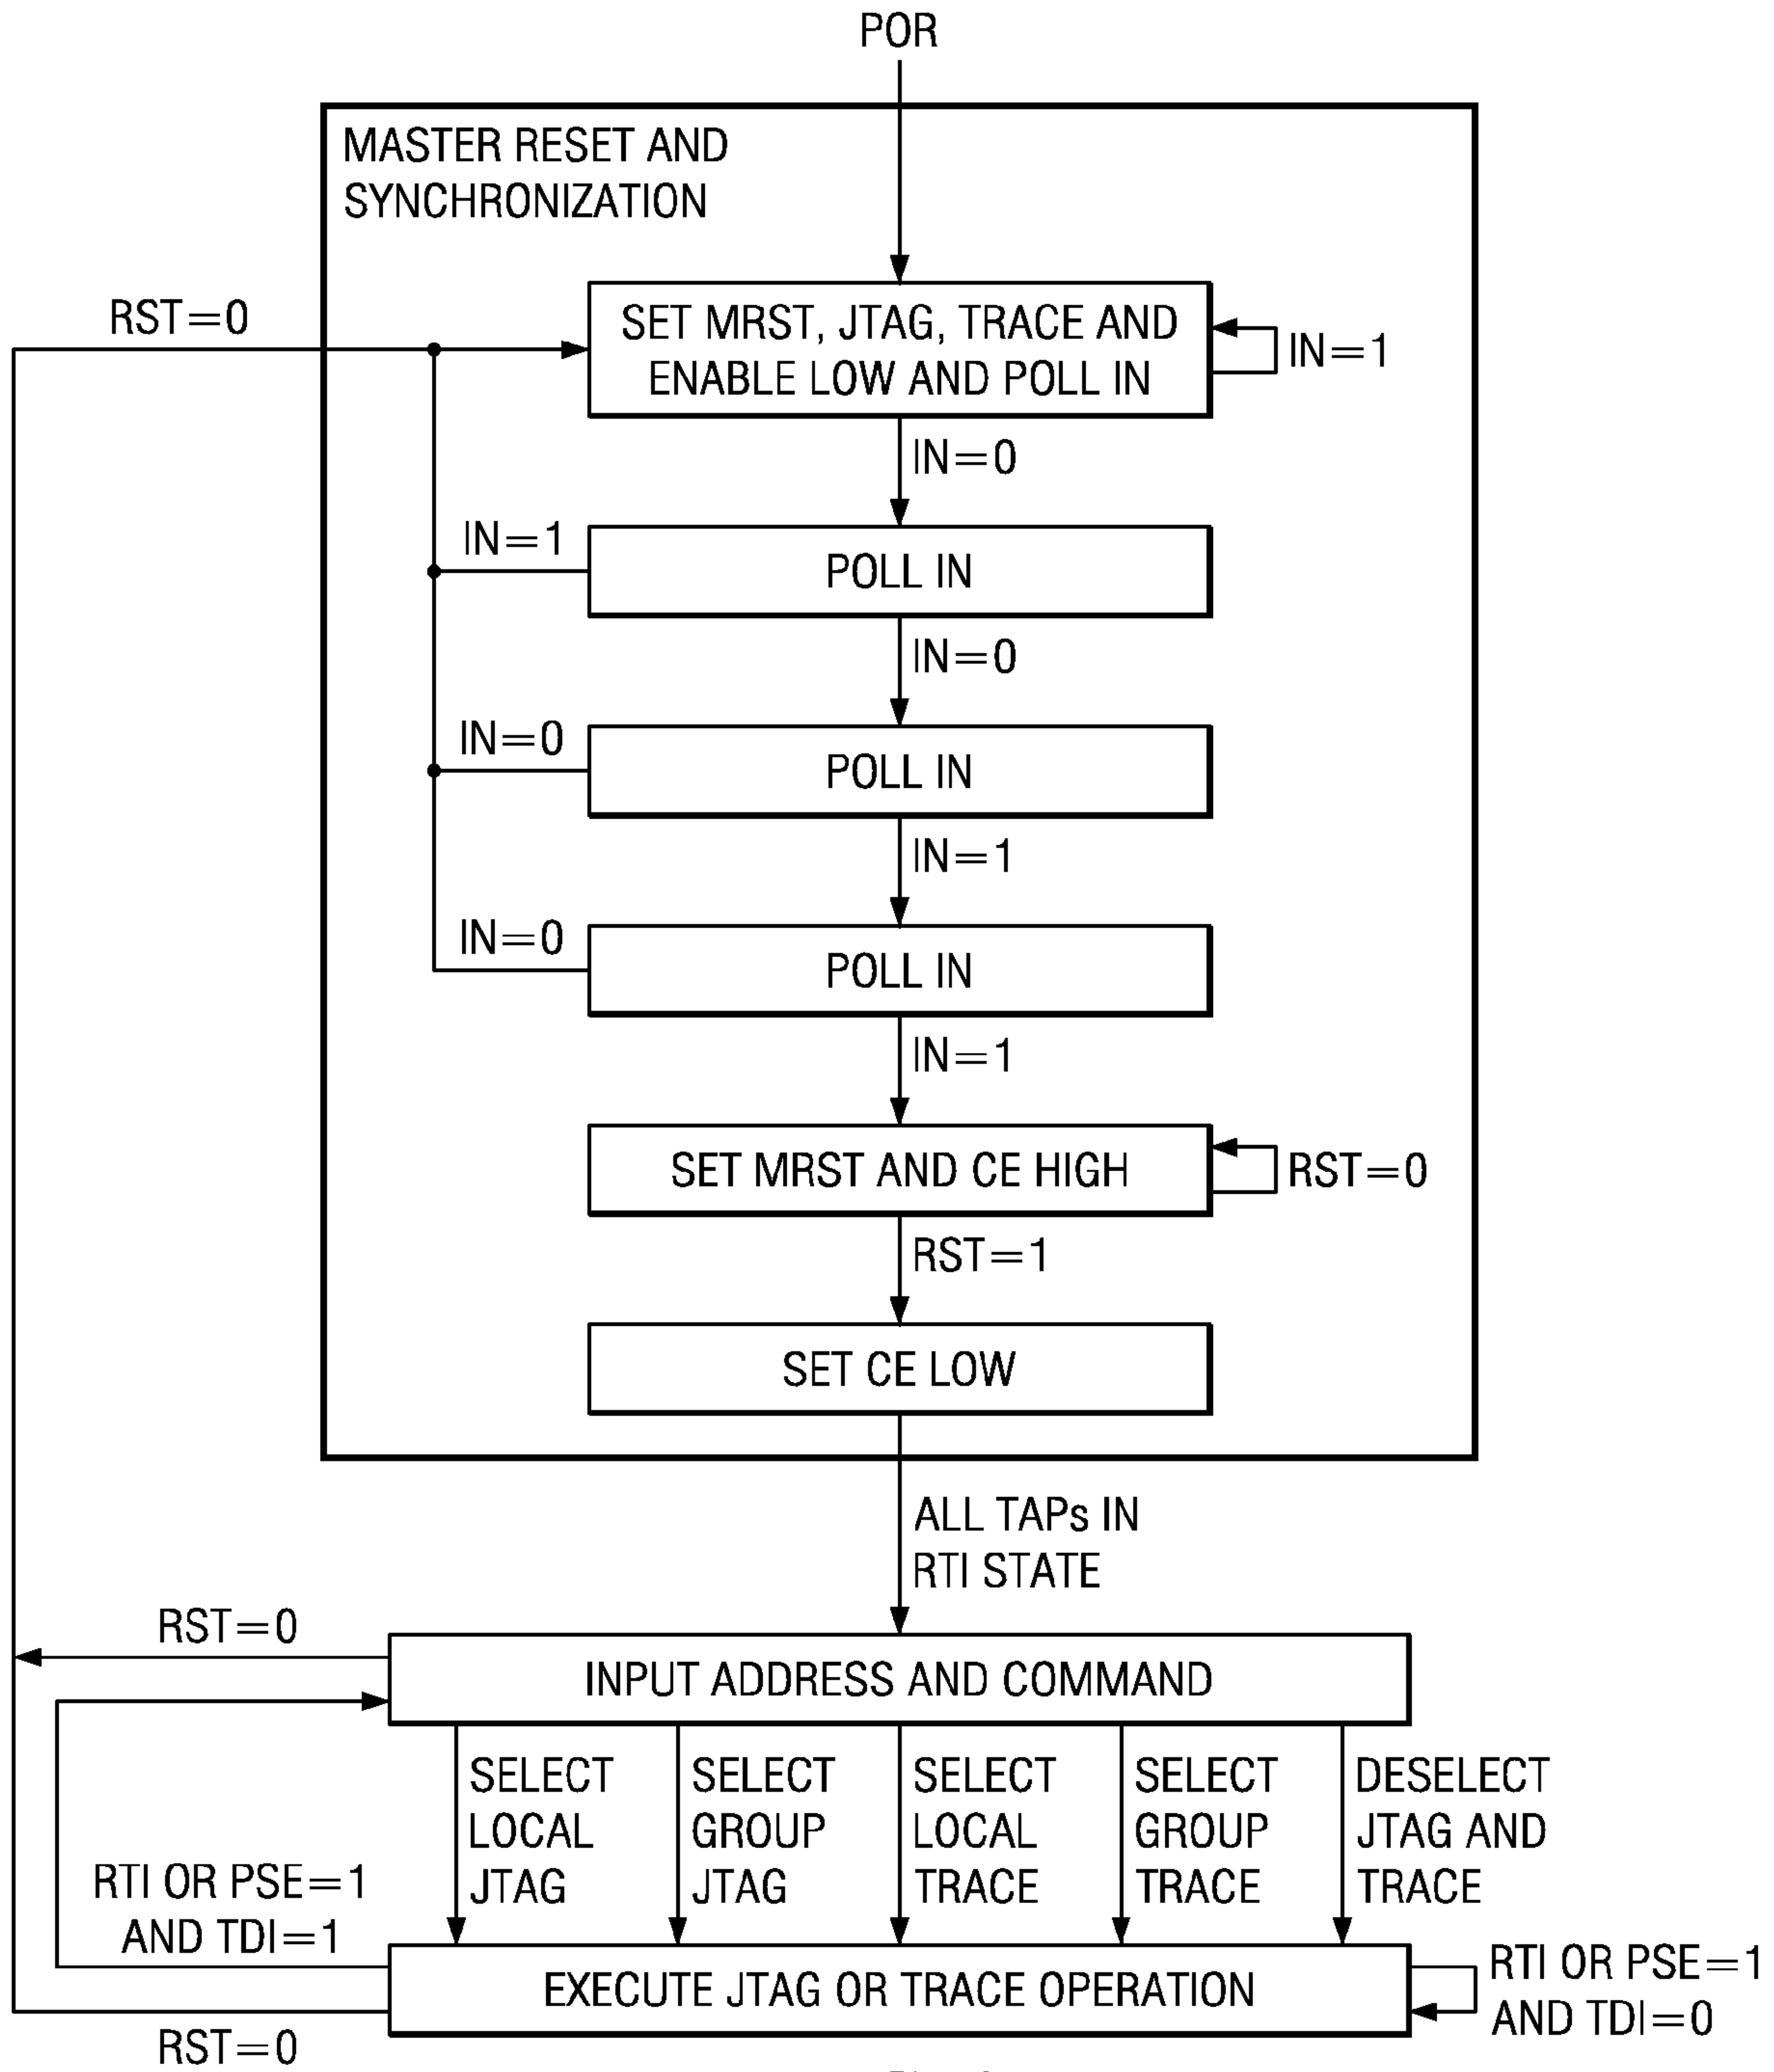 POR
MASTER RESET AND
SYNCHRONIZATION
RST=0
SET MRST, JTAG, TRACE AND
ENABLE LOW AND POLL IN
IN=1
IN=0
IN=1
POLL IN
IN=0
IN=0
POLL IN
IN=1
IN=0
POLL IN
IN=1
SET MRST AND CE HIGH
RST=0
RST=1
SET CE LOW
ALL TAPs IN
RTI STATE
RST=0
INPUT ADDRESS AND COMMAND
SELECT
LOCAL
JTAG
SELECT
GROUP
JTAG
SELECT
LOCAL
TRACE
SELECT
GROUP
TRACE
DESELECT
JTAG AND
TRACE
RTI OR PSE=1
AND TDI=1
EXECUTE JTAG OR TRACE OPERATION
RTI OR PSE=1
AND TDI=0
RST=0